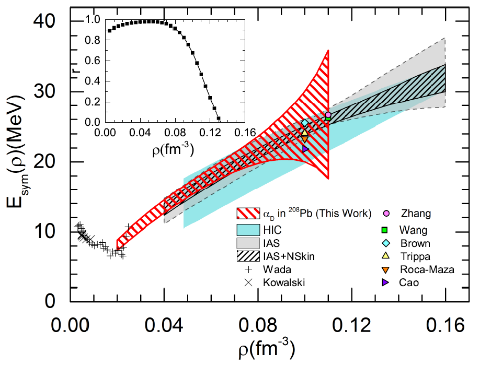 E_sym(ρ)(MeV)
40
30
20
10
0
0.00
0.04
0.08
0.12
0.16
ρ(fm⁻³)
|r|
1.0
0.8
0.6
0.4
0.2
0.0
0.00 0.04 0.08 0.12 0.16
ρ(fm⁻³)
α_D in ²⁰⁸Pb (This Work)
HIC
IAS
IAS+NSkin
Wada
Kowalski
Zhang
Wang
Brown
Trippa
Roca-Maza
Cao